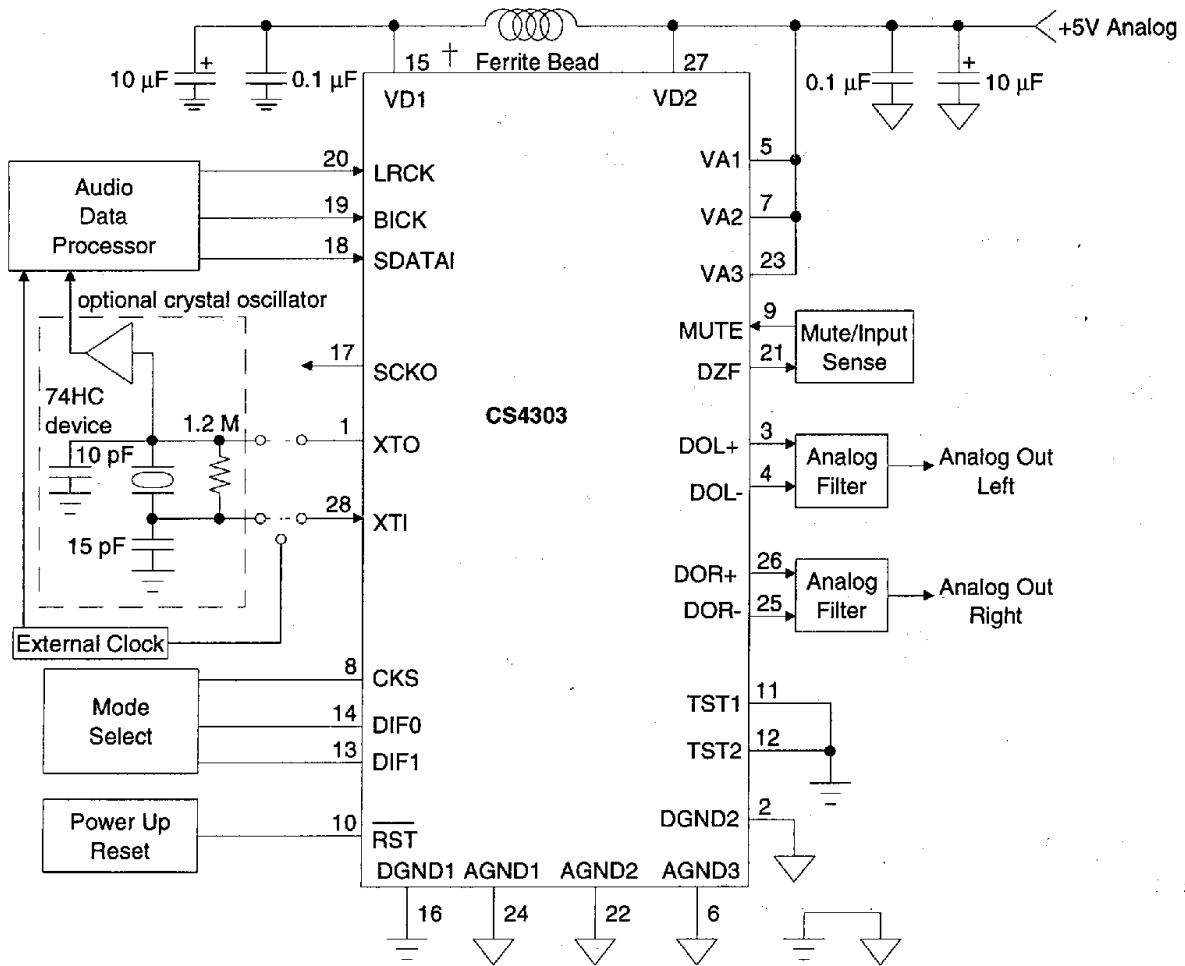 +5V Analog
10 µF
+
0.1 µF
15
†
Ferrite Bead
27
0.1 µF
+
10 µF
VD1
VD2
Audio
Data
Processor
20
LRCK
19
BICK
18
SDATAI
5
VA1
7
VA2
23
VA3
optional crystal oscillator
74HC
device
17
SCKO
1.2 M
10 pF
1
XTO
28
XTI
15 pF
External Clock
CS4303
9
MUTE
21
DZF
Mute/Input
Sense
3
DOL+
4
DOL-
Analog
Filter
Analog Out
Left
26
DOR+
25
DOR-
Analog
Filter
Analog Out
Right
Mode
Select
8
CKS
14
DIF0
13
DIF1
11
TST1
12
TST2
2
DGND2
Power Up
Reset
10
RST
DGND1
AGND1
AGND2
AGND3
16
24
22
6